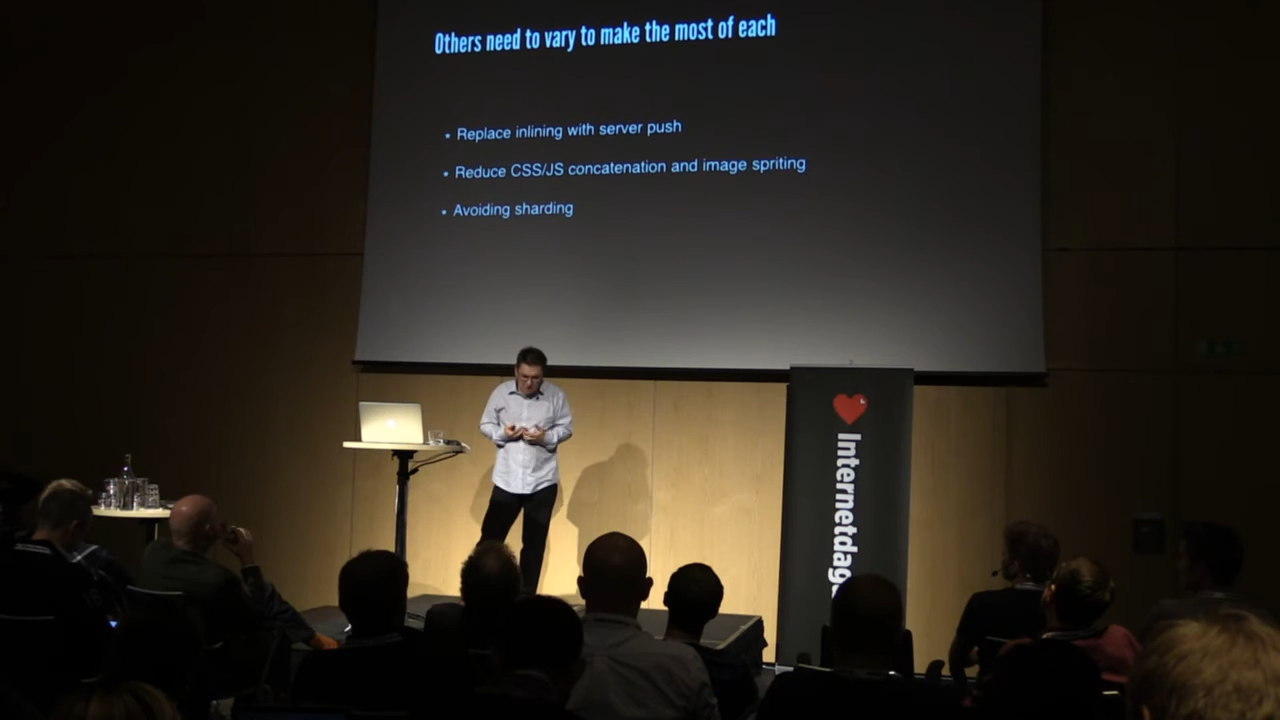 Others need to vary to make the most of each
Replace inlining with server push
Reduce CSS/JS concatenation and image spriting
Avoiding sharding
Internetdag